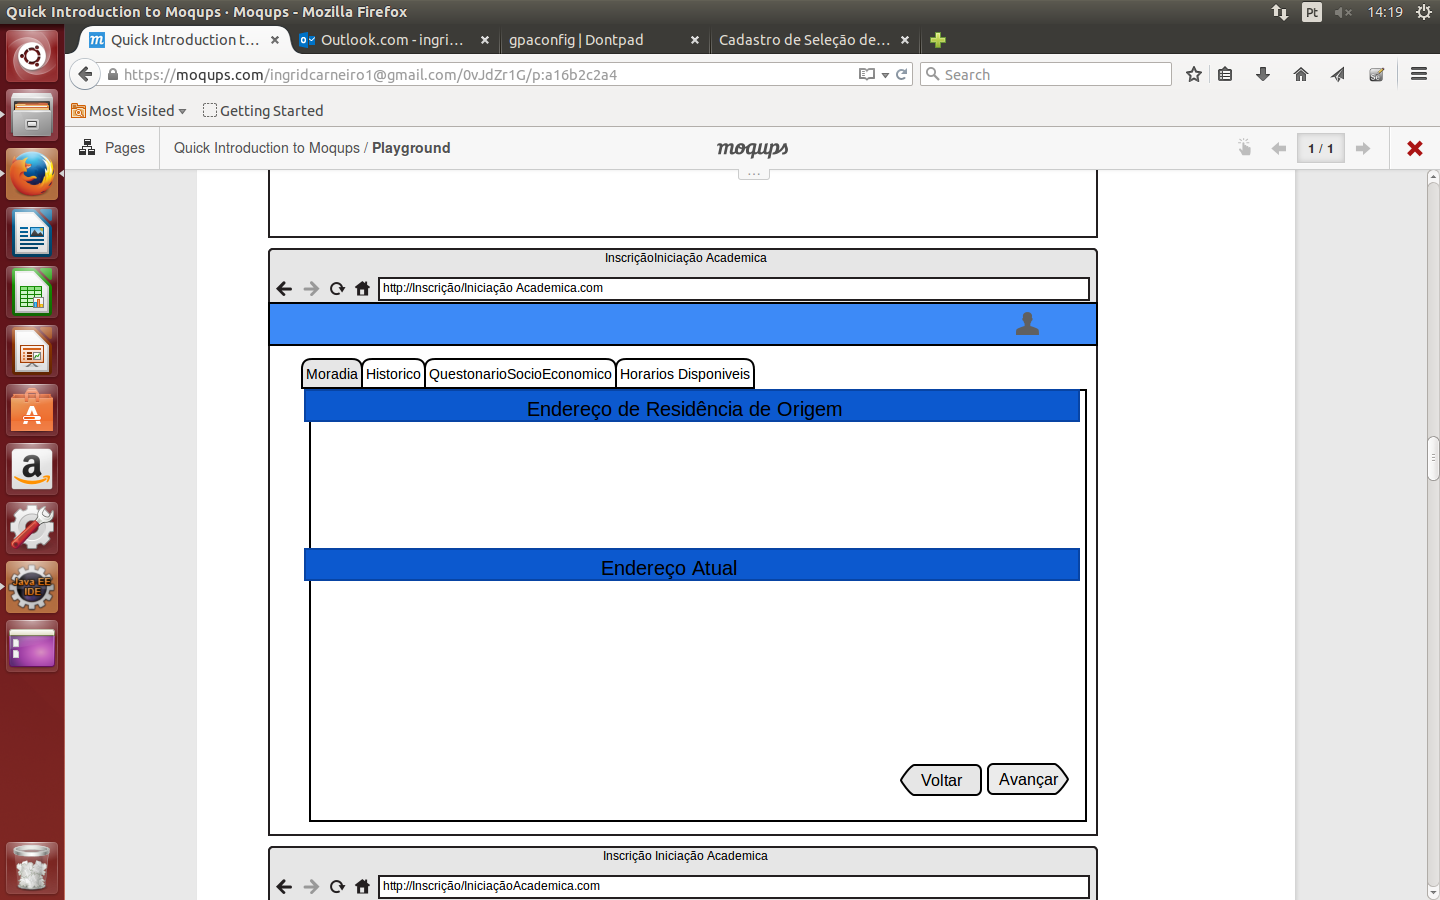 Quick Introduction to Moqups · Moqups - Mozilla Firefox
Pt
14:19
Quick Introduction t...
Outlook.com - ingri...
gpaconfig | Dontpad
Cadastro de Seleção de...
https://moqups.com/ingridcarneiro1@gmail.com/0vJdZr1G/p:a16b2c2a4
Search
Most Visited
Getting Started
Pages
Quick Introduction to Moqups / Playground
moqups
1 / 1
...
InscriçãoIniciação Academica
http://Inscrição/Iniciação Academica.com
Moradia
Historico
QuestonarioSocioEconomico
Horarios Disponiveis
Endereço de Residência de Origem
Endereço Atual
Voltar
Avançar
Java EE
IDE
Inscrição Iniciação Academica
http://Inscrição/IniciaçãoAcademica.com